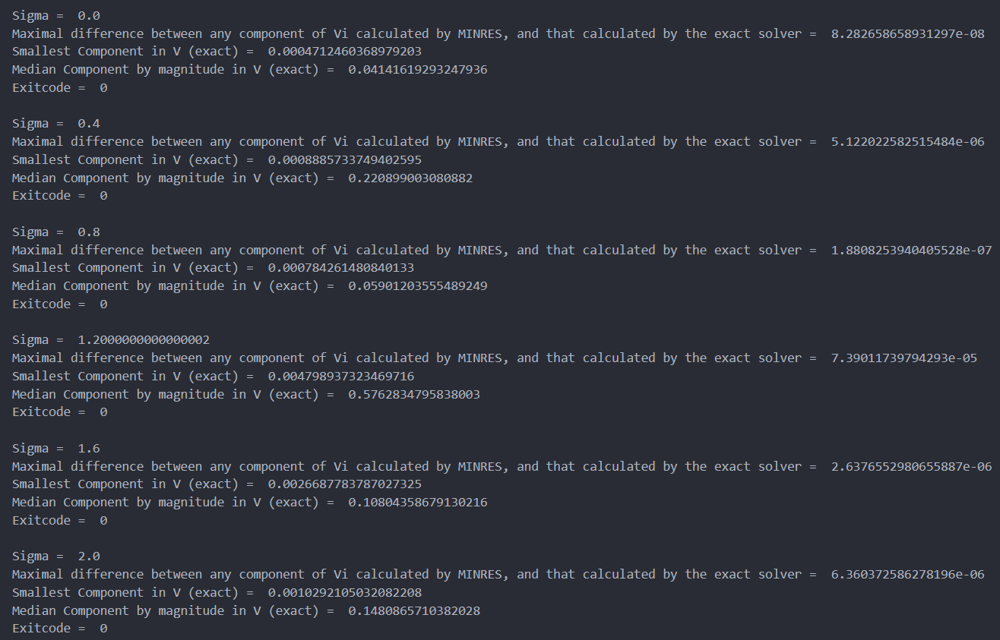 Sigma =  0.0
Maximal difference between any component of Vi calculated by MINRES, and that calculated by the exact solver =  8.282658658931297e-08
Smallest Component in V (exact) =  0.0004712460368979203
Median Component by magnitude in V (exact) =  0.04141619293247936
Exitcode =  0

Sigma =  0.4
Maximal difference between any component of Vi calculated by MINRES, and that calculated by the exact solver =  5.122022582515484e-06
Smallest Component in V (exact) =  0.0008885733749402595
Median Component by magnitude in V (exact) =  0.220899003080882
Exitcode =  0

Sigma =  0.8
Maximal difference between any component of Vi calculated by MINRES, and that calculated by the exact solver =  1.8808253940405528e-07
Smallest Component in V (exact) =  0.000784261480840133
Median Component by magnitude in V (exact) =  0.05901203555489249
Exitcode =  0

Sigma =  1.2000000000000002
Maximal difference between any component of Vi calculated by MINRES, and that calculated by the exact solver =  7.39011739794293e-05
Smallest Component in V (exact) =  0.004798937323469716
Median Component by magnitude in V (exact) =  0.5762834795838003
Exitcode =  0

Sigma =  1.6
Maximal difference between any component of Vi calculated by MINRES, and that calculated by the exact solver =  2.6376552980655887e-06
Smallest Component in V (exact) =  0.0026687783787027325
Median Component by magnitude in V (exact) =  0.10804358679130216
Exitcode =  0

Sigma =  2.0
Maximal difference between any component of Vi calculated by MINRES, and that calculated by the exact solver =  6.360372586278196e-06
Smallest Component in V (exact) =  0.0010292105032082208
Median Component by magnitude in V (exact) =  0.1480865710382028
Exitcode =  0